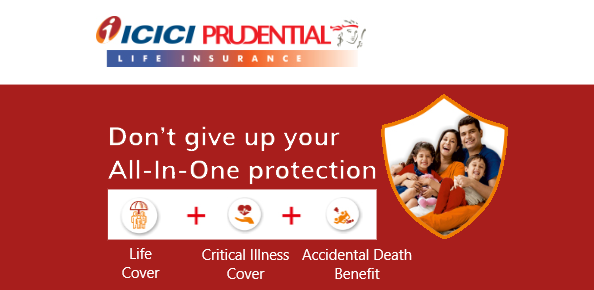 ICICI PRUDENTIAL
LIFE INSURANCE
Don't give up your
All-In-One protection
Life
Cover
+
Critical Illness
Cover
+
Accidental Death
Benefit